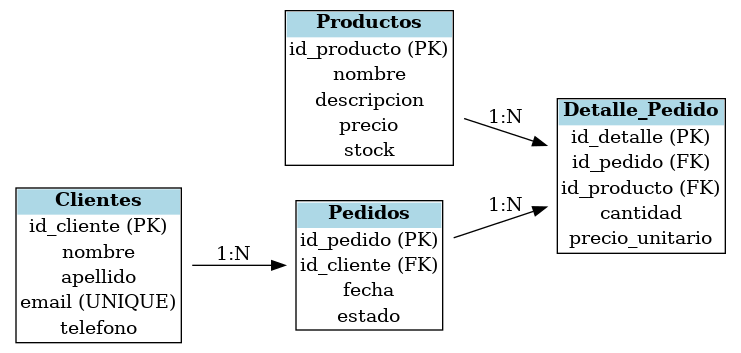 Productos
id_producto (PK)
nombre
descripcion
precio
stock
1:N
Detalle_Pedido
id_detalle (PK)
id_pedido (FK)
id_producto (FK)
cantidad
precio_unitario
Clientes
id_cliente (PK)
nombre
apellido
email (UNIQUE)
telefono
1:N
Pedidos
id_pedido (PK)
id_cliente (FK)
fecha
estado
1:N